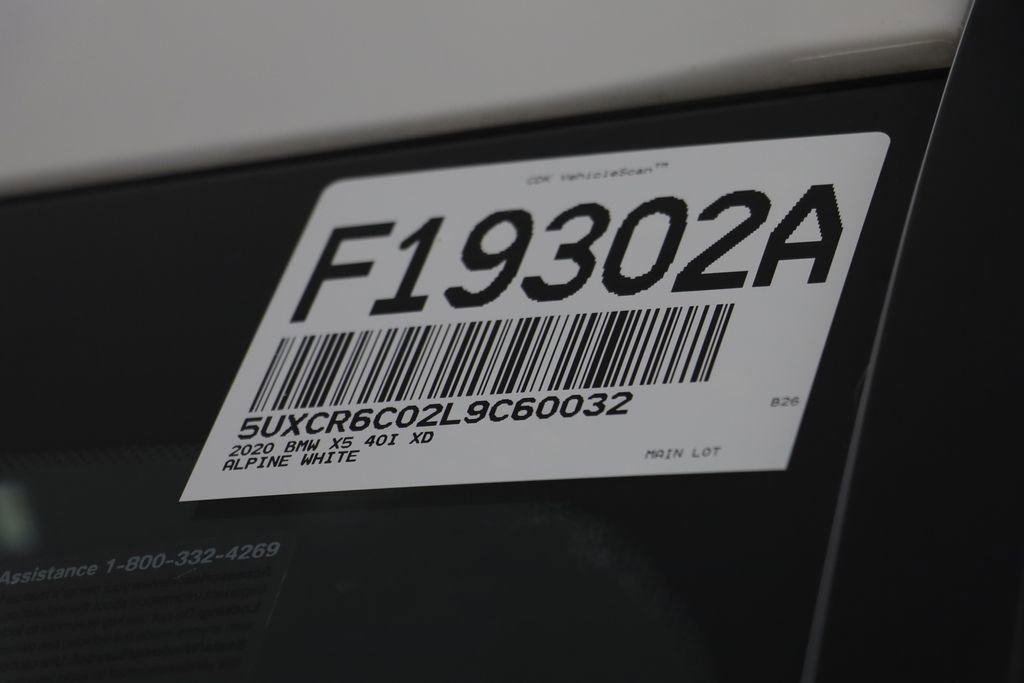 CDK VehicleScan™
F19302A
5UXCR6C02L9C60032
2020 BMW X5 40I XD
ALPINE WHITE
B26
MAIN LOT
Assistance 1-800-332-4269